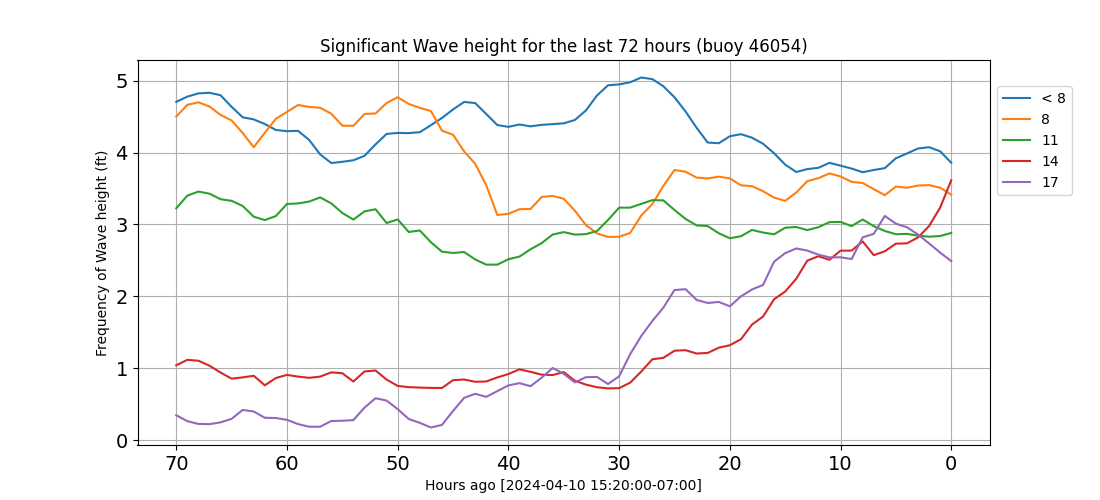 Significant Wave height for the last 72 hours (buoy 46054)
Frequency of Wave height (ft)
5
4
3
2
1
0
70 60 50 40 30 20 10 0
Hours ago [2024-04-10 15:20:00-07:00]
< 8
8
11
14
17